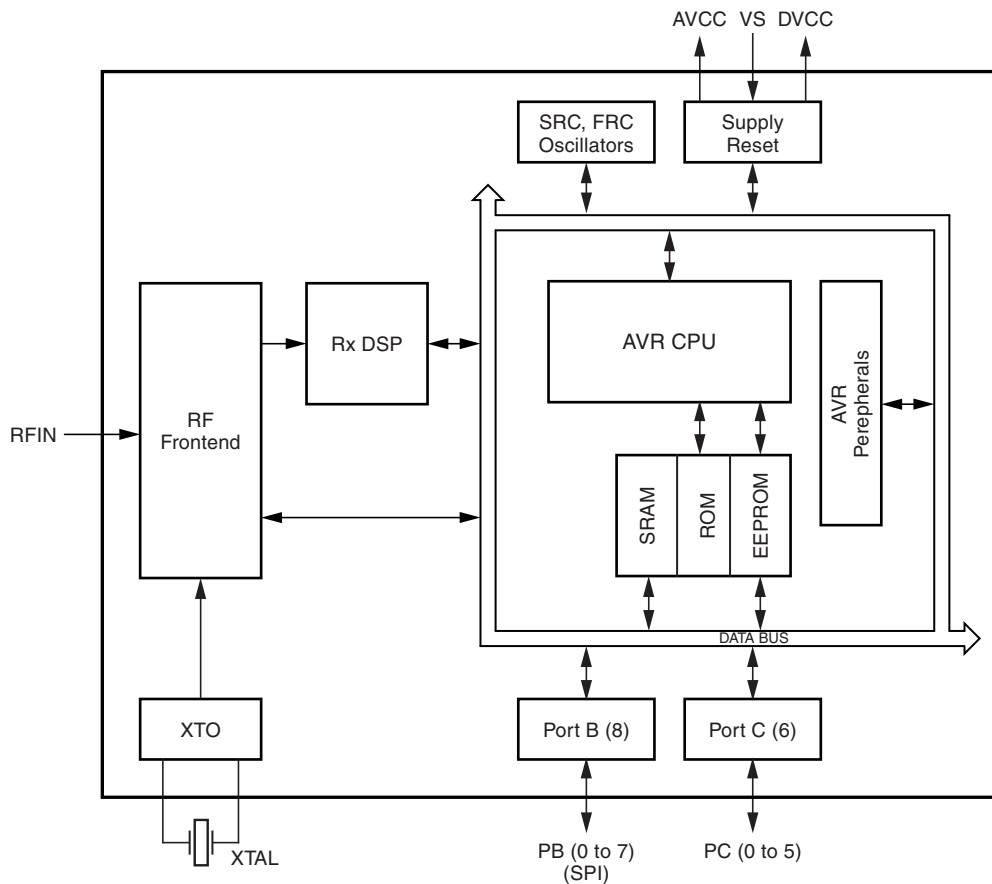 AVCC VS DVCC
SRC, FRC
Oscillators
Supply
Reset
Rx DSP
AVR CPU
AVR
Perepherals
RFIN
RF
Frontend
SRAM
ROM
EEPROM
DATA BUS
XTO
Port B (8)
Port C (6)
XTAL
PB (0 to 7)
(SPI)
PC (0 to 5)